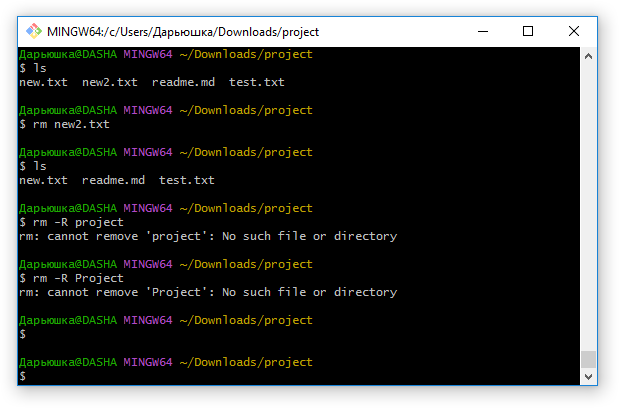 MINGW64:/c/Users/Дарьюшка/Downloads/project
Дарьюшка@DASHA MINGW64 ~/Downloads/project
$ ls
new.txt  new2.txt  readme.md  test.txt
Дарьюшка@DASHA MINGW64 ~/Downloads/project
$ rm new2.txt
Дарьюшка@DASHA MINGW64 ~/Downloads/project
$ ls
new.txt  readme.md  test.txt
Дарьюшка@DASHA MINGW64 ~/Downloads/project
$ rm -R project
rm: cannot remove 'project': No such file or directory
Дарьюшка@DASHA MINGW64 ~/Downloads/project
$ rm -R Project
rm: cannot remove 'Project': No such file or directory
Дарьюшка@DASHA MINGW64 ~/Downloads/project
$
Дарьюшка@DASHA MINGW64 ~/Downloads/project
$